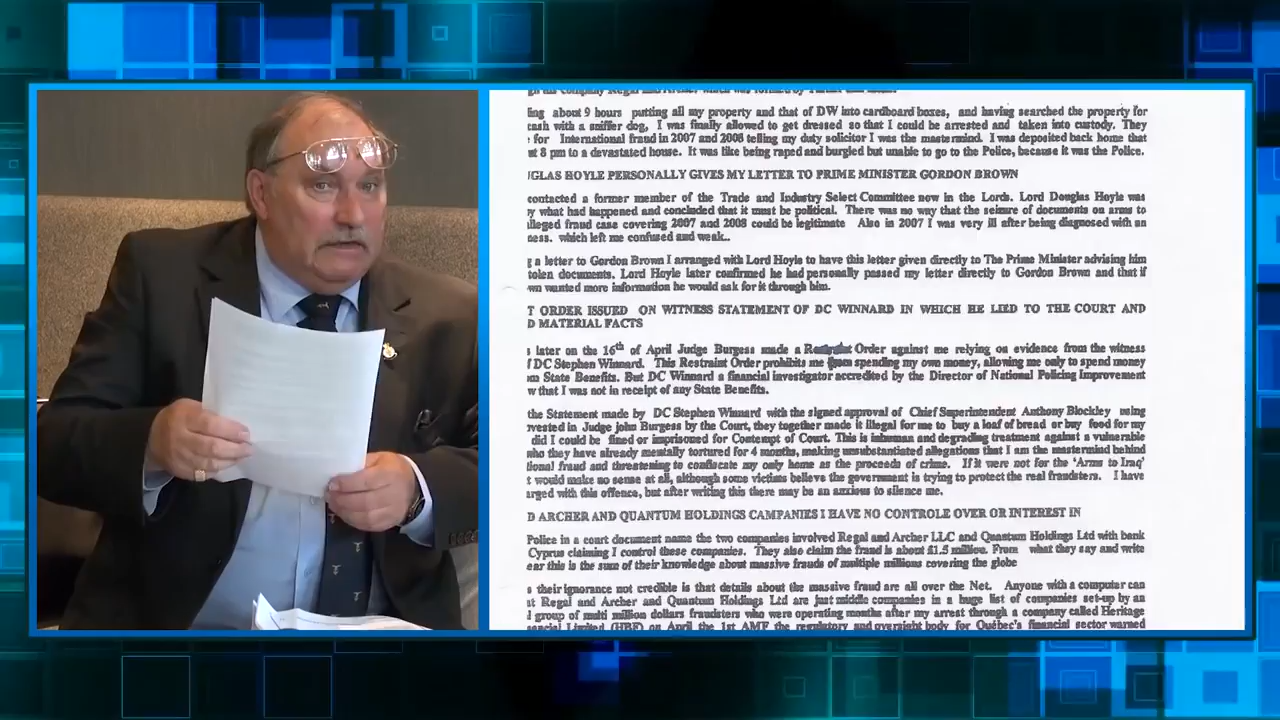 ing about 9 hours putting all my property and that of DW into cardboard boxes, and having searched the property for
cash with a sniffer dog, I was finally allowed to get dressed so that I could be arrested and taken into custody. They
for International fraud in 2007 and 2008 telling my duty solicitor I was the mastermind. I was deposited back home that
at 8 pm to a devastated house. It was like being raped and burgled but unable to go to the Police, because it was the Police.
UGLAS HOYLE PERSONALLY GIVES MY LETTER TO PRIME MINISTER GORDON BROWN
contacted a former member of the Trade and Industry Select Committee now in the Lords. Lord Douglas Hoyle was
y what had happened and concluded that it must be political. There was no way that the seizure of documents on arms to
lleged fraud case covering 2007 and 2008 could be legitimate Also in 2007 I was very ill after being diagnosed with an
ness. which left me confused and weak..
g a letter to Gordon Brown I arranged with Lord Hoyle to have this letter given directly to The Prime Minister advising him
tolen documents. Lord Hoyle later confirmed he had personally passed my letter directly to Gordon Brown and that if
wn wanted more information he would ask for it through him.
T ORDER ISSUED ON WITNESS STATEMENT OF DC WINNARD IN WHICH HE LIED TO THE COURT AND
D MATERIAL FACTS
s later on the 16th of April Judge Burgess made a Restraint Order against me relying on evidence from the witness
f DC Stephen Winnard. This Restraint Order prohibits me from spending my own money, allowing me only to spend money
om State Benefits. But DC Winnard a financial investigator accredited by the Director of National Policing Improvement
w that I was not in receipt of any State Benefits.
the Statement made by DC Stephen Winnard with the signed approval of Chief Superintendent Anthony Blockley using
nvested in Judge john Burgess by the Court, they together made it illegal for me to buy a loaf of bread or buy food for my
did I could be fined or imprisoned for Contempt of Court. This is inhuman and degrading treatment against a vulnerable
who they have already mentally tortured for 4 months, making unsubstantiated allegations that I am the mastermind behind
tional fraud and threatening to confiscate my only home as the proceeds of crime. If it were not for the 'Arms to Iraq'
t would make no sense at all, although some victims believe the government is trying to protect the real fraudsters. I have
arged with this offence, but after writing this there may be an anxious to silence me.
D ARCHER AND QUANTUM HOLDINGS CAMPANIES I HAVE NO CONTROLE OVER OR INTEREST IN
Police in a court document name the two companies involved Regal and Archer LLC and Quantum Holdings Ltd with bank
Cyprus claiming I control these companies. They also claim the fraud is about £1.5 million. From what they say and write
ear this is the sum of their knowledge about massive frauds of multiple millions covering the globe
s their ignorance not credible is that details about the massive fraud are all over the Net. Anyone with a computer can
at Regal and Archer and Quantum Holdings Ltd are just middle companies in a huge list of companies set-up by an
d group of multi million dollars fraudsters who were operating months after my arrest through a company called Heritage
ancial Limited (HBF) on April the 1st AMF the regulatory and oversight body for Québec's financial sector warned